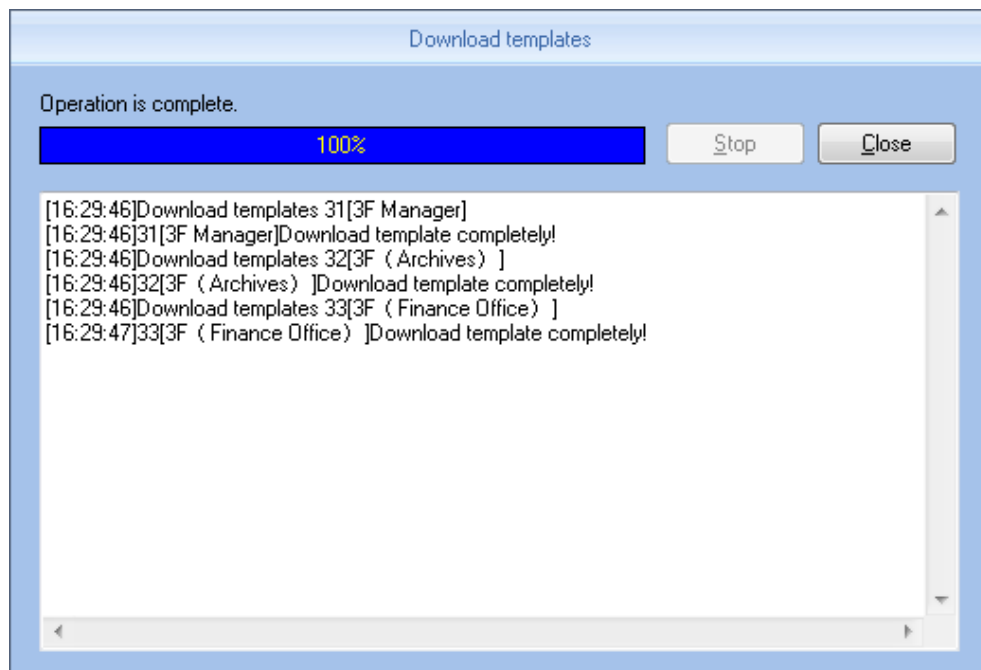 Download templates
Operation is complete.
100%
Stop
Close
[16:29:46]Download templates 31[3F Manager]
[16:29:46]31[3F Manager]Download template completely!
[16:29:46]Download templates 32[3F（Archives）]
[16:29:46]32[3F（Archives）]Download template completely!
[16:29:46]Download templates 33[3F（Finance Office）]
[16:29:47]33[3F（Finance Office）]Download template completely!